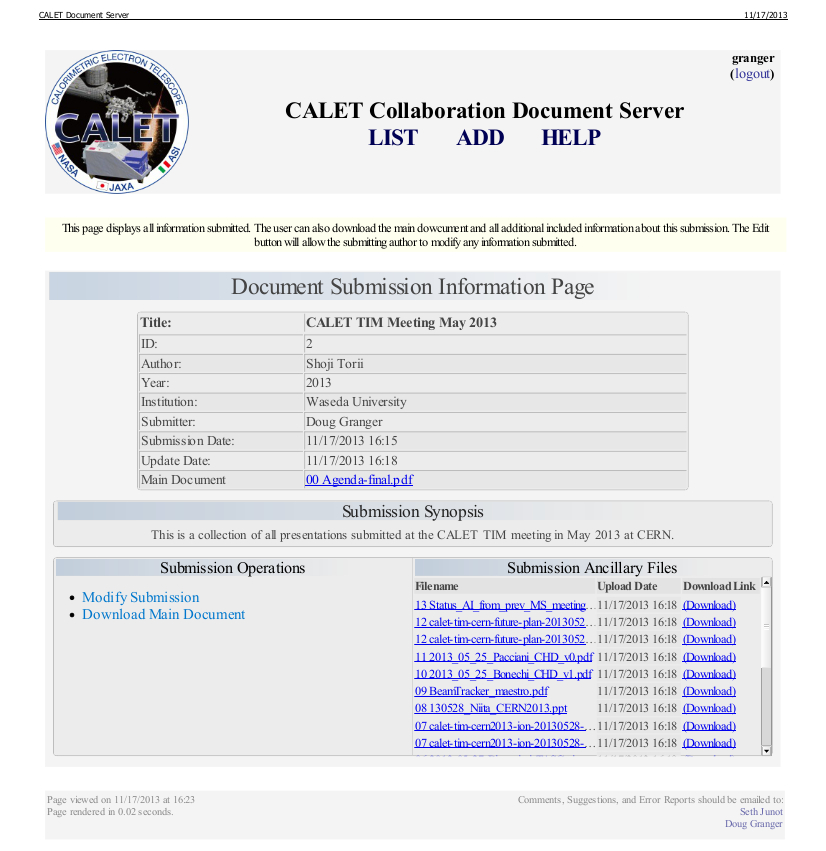 CALET Document Server 11/17/2013
granger
(logout)
CALORIMETRIC ELECTRON TELESCOPE
CALET
NASA
JAXA
ASI
CALET Collaboration Document Server
LIST ADD HELP
This page displays all information submitted. The user can also download the main dowcument and all additional included information about this submission. The Edit
button will allow the submitting author to modify any information submitted.
Document Submission Information Page
Title: CALET TIM Meeting May 2013
ID: 2
Author: Shoji Torii
Year: 2013
Institution: Waseda University
Submitter: Doug Granger
Submission Date: 11/17/2013 16:15
Update Date: 11/17/2013 16:18
Main Document 00 Agenda-final.pdf
Submission Synopsis
This is a collection of all presentations submitted at the CALET TIM meeting in May 2013 at CERN.
Submission Operations
Modify Submission
Download Main Document
Submission Ancillary Files
Filename Upload Date Download Link
13 Status_AI_from_prev_MS_meeting... 11/17/2013 16:18 (Download)
12 calet-tim-cern-future-plan-2013052... 11/17/2013 16:18 (Download)
12 calet-tim-cern-future-plan-2013052... 11/17/2013 16:18 (Download)
11 2013_05_25_Pacciani_CHD_v0.pdf 11/17/2013 16:18 (Download)
10 2013_05_25_Bonechi_CHD_v1.pdf 11/17/2013 16:18 (Download)
09 BeamTracker_maestro.pdf 11/17/2013 16:18 (Download)
08 130528_Niita_CERN2013.ppt 11/17/2013 16:18 (Download)
07 calet-tim-cern2013-ion-20130528-... 11/17/2013 16:18 (Download)
07 calet-tim-cern2013-ion-20130528-... 11/17/2013 16:18 (Download)
Page viewed on 11/17/2013 at 16:23
Page rendered in 0.02 seconds.
Comments, Suggestions, and Error Reports should be emailed to:
Seth Junot
Doug Granger